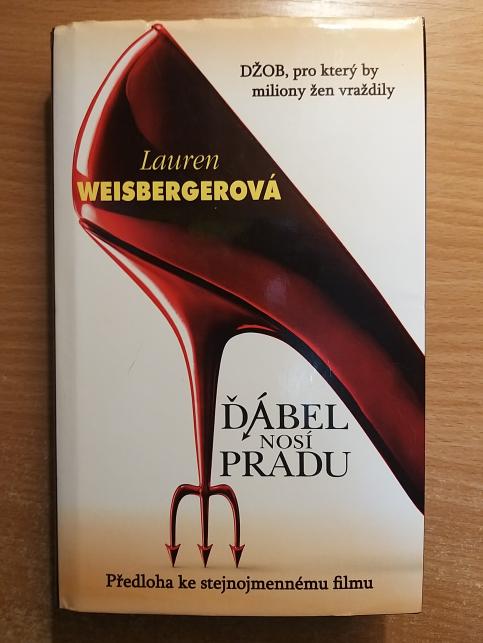 DŽOB, pro který by
miliony žen vraždily
Lauren
WEISBERGEROVÁ
ĎÁBEL
NOSÍ
PRADU
Předloha ke stejnojmennému filmu